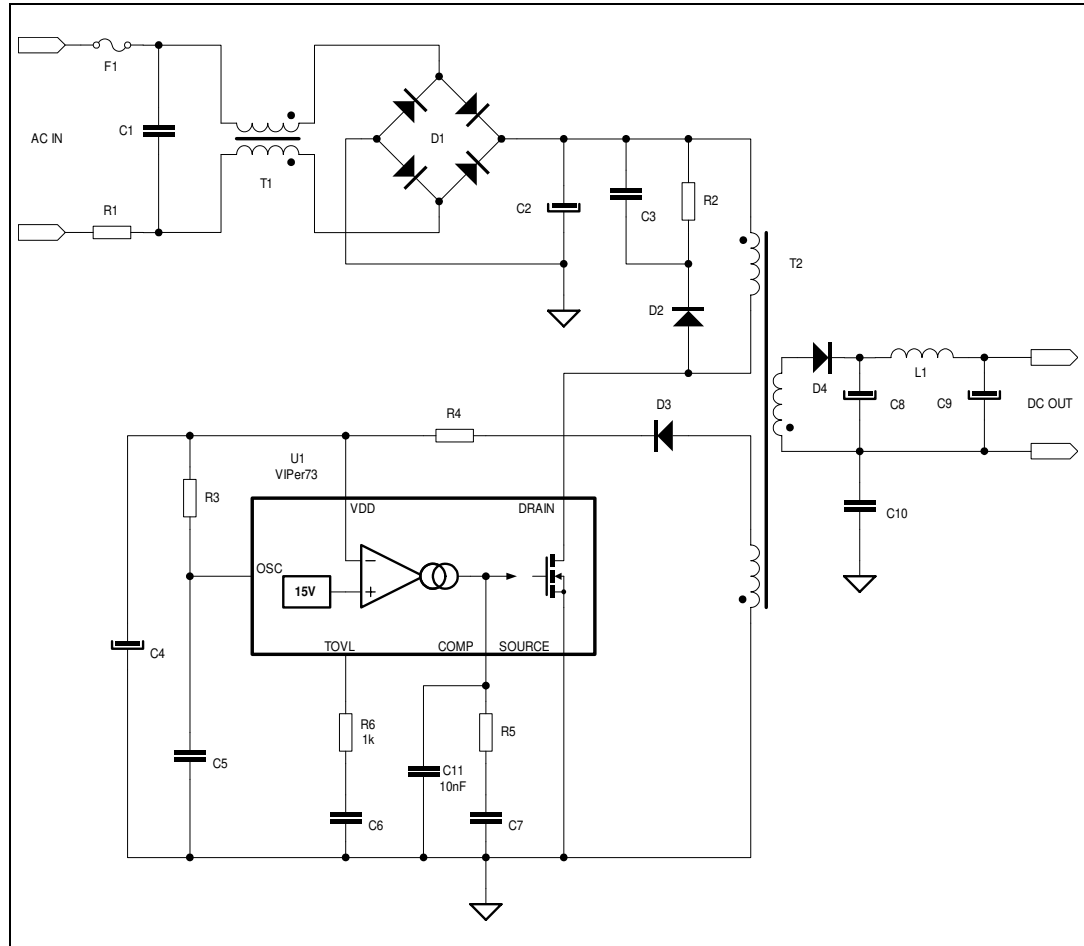 F1
AC IN
C1
T1
R1
D1
C2
C3
R2
D2
T2
D4
L1
C8
C9
DC OUT
C10
D3
R4
U1
VIPer73
R3
VDD
DRAIN
OSC
15V
TOVL
COMP
SOURCE
C4
C5
R6
1k
C6
C11
10nF
R5
C7